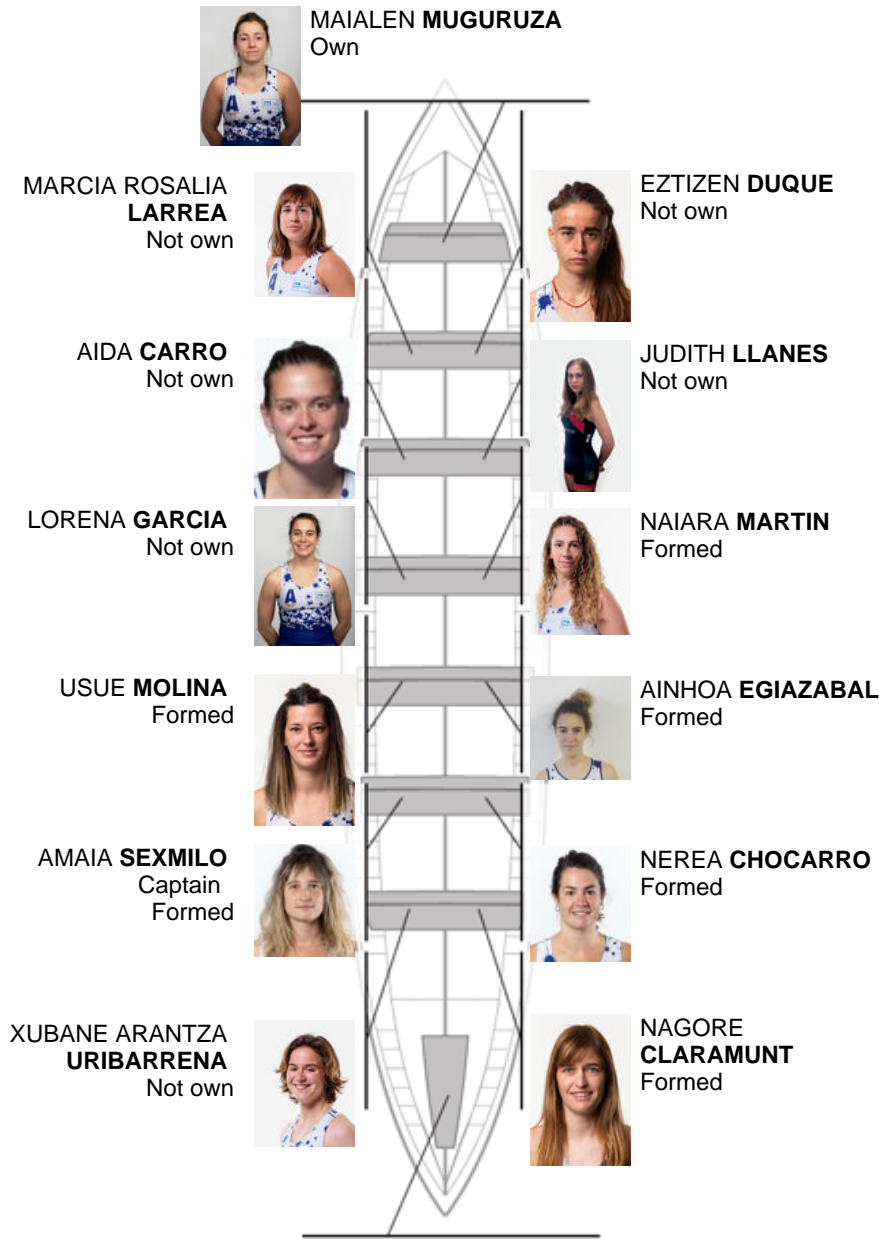 MAIALEN MUGURUZA
Own
MARCIA ROSALIA
LARREA
Not own
EZTIZEN DUQUE
Not own
AIDA CARRO
Not own
JUDITH LLANES
Not own
LORENA GARCIA
Not own
NAIARA MARTIN
Formed
USUE MOLINA
Formed
AINHOA EGIAZABAL
Formed
AMAIA SEXMILO
Captain
Formed
NEREA CHOCARRO
Formed
XUBANE ARANTZA
URIBARRENA
Not own
NAGORE
CLARAMUNT
Formed